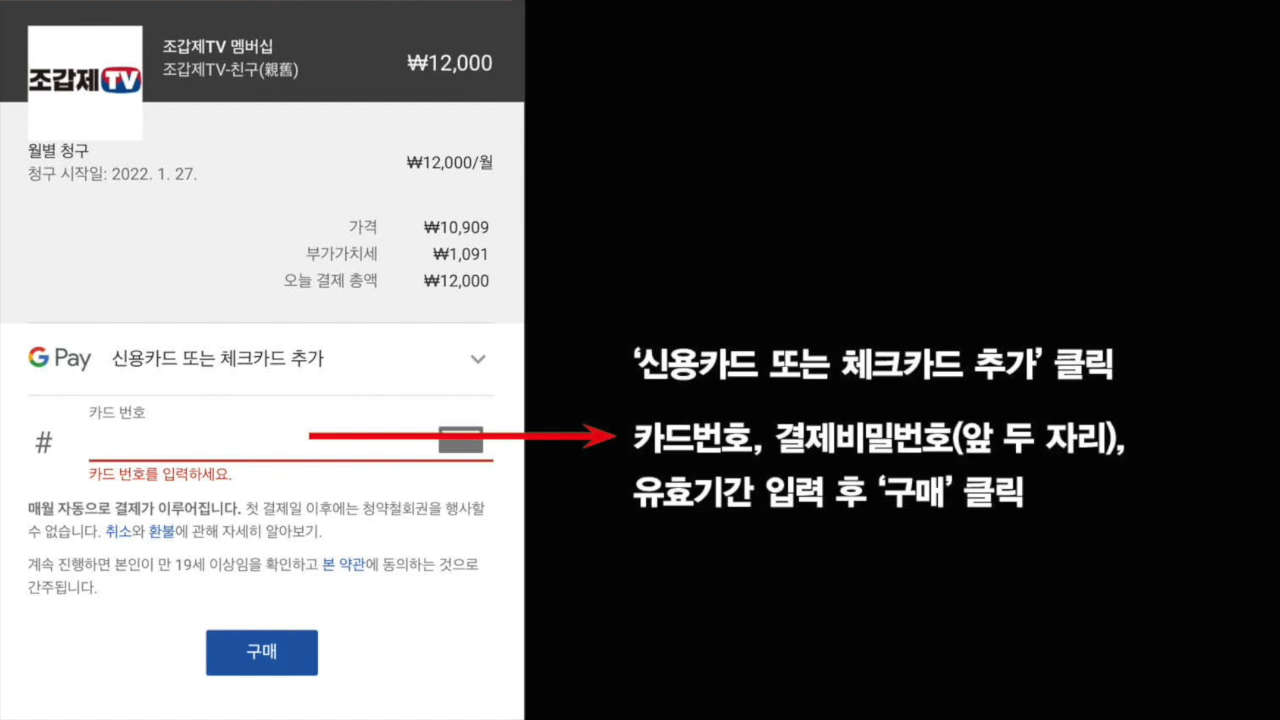 조갑제TV
조갑제TV 멤버십
조갑제TV-친구(親舊)
₩12,000
월별 청구
₩12,000/월
청구 시작일: 2022. 1. 27.
가격 ₩10,909
부가가치세 ₩1,091
오늘 결제 총액 ₩12,000
G Pay 신용카드 또는 체크카드 추가
카드 번호
#
카드 번호를 입력하세요.
매월 자동으로 결제가 이루어집니다. 첫 결제일 이후에는 청약철회권을 행사할
수 없습니다. 취소와 환불에 관해 자세히 알아보기.
계속 진행하면 본인이 만 19세 이상임을 확인하고 본 약관에 동의하는 것으로
간주됩니다.
구매
‘신용카드 또는 체크카드 추가’ 클릭
카드번호, 결제비밀번호(앞 두 자리),
유효기간 입력 후 ‘구매’ 클릭